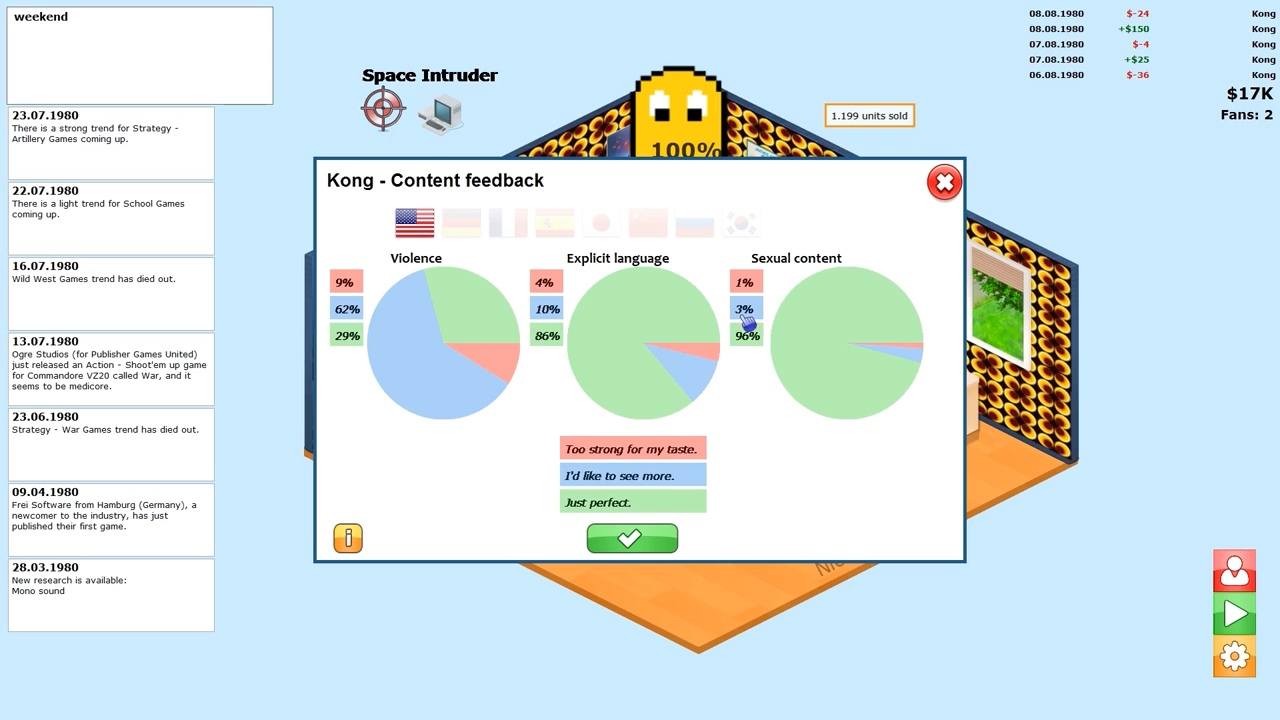 weekend
23.07.1980
There is a strong trend for Strategy -
Artillery Games coming up.
22.07.1980
There is a light trend for School Games
coming up.
16.07.1980
Wild West Games trend has died out.
13.07.1980
Ogre Studios (for Publisher Games United)
just released an Action - Shoot'em up game
for Commandore VZ20 called War, and it
seems to be medicore.
23.06.1980
Strategy - War Games trend has died out.
09.04.1980
Frei Software from Hamburg (Germany), a
newcomer to the industry, has just
published their first game.
28.03.1980
New research is available:
Mono sound
Space Intruder
100%
1.199 units sold
08.08.1980 $-24 Kong
08.08.1980 +$150 Kong
07.08.1980 $-4 Kong
07.08.1980 +$25 Kong
06.08.1980 $-36 Kong
$17K
Fans: 2
Kong - Content feedback
Violence
9%
62%
29%
Explicit language
4%
10%
86%
Sexual content
1%
3%
96%
Too strong for my taste.
I'd like to see more.
Just perfect.
i